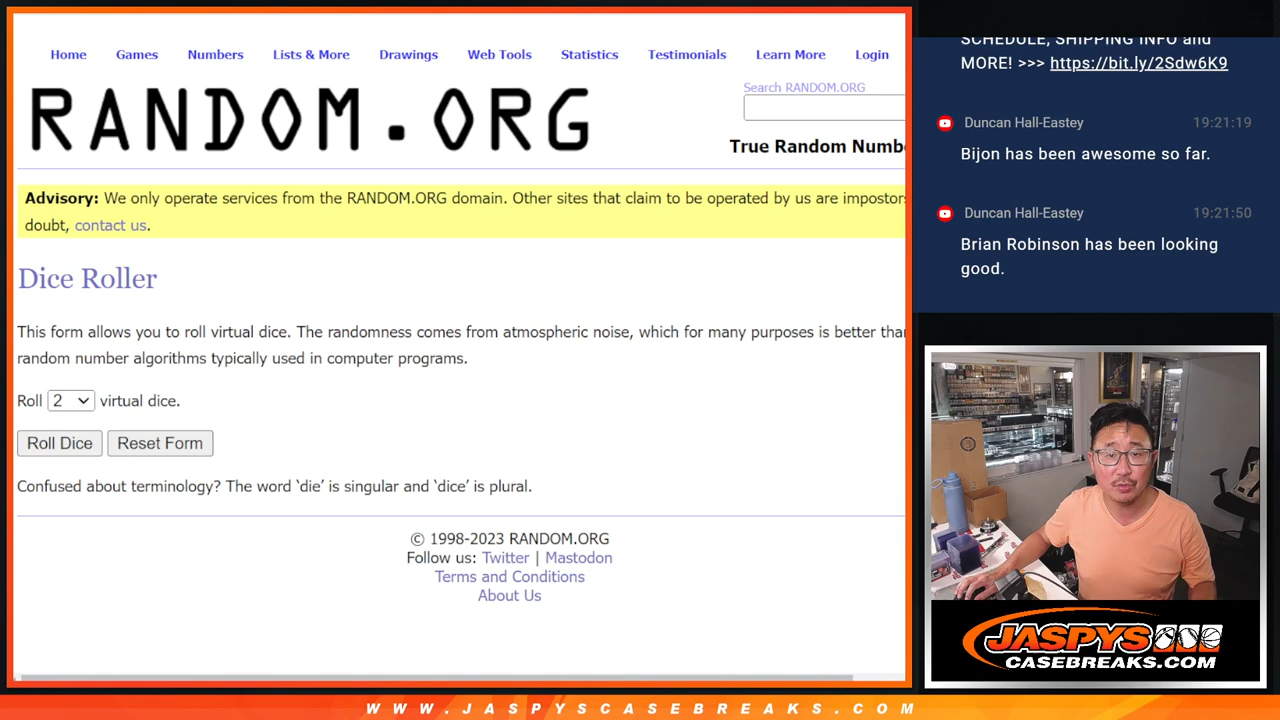 Home Games Numbers Lists & More Drawings Web Tools Statistics Testimonials Learn More Login
RANDOM.ORG
Search RANDOM.ORG
True Random Numbe
Advisory: We only operate services from the RANDOM.ORG domain. Other sites that claim to be operated by us are impostors
doubt, contact us.
Dice Roller
This form allows you to roll virtual dice. The randomness comes from atmospheric noise, which for many purposes is better than
random number algorithms typically used in computer programs.
Roll 2 virtual dice.
Roll Dice Reset Form
Confused about terminology? The word ‘die’ is singular and ‘dice’ is plural.
© 1998-2023 RANDOM.ORG
Follow us: Twitter | Mastodon
Terms and Conditions
About Us
SCHEDULE, SHIPPING INFO and
MORE! >>> https://bit.ly/2Sdw6K9
Duncan Hall-Eastey 19:21:19
Bijon has been awesome so far.
Duncan Hall-Eastey 19:21:50
Brian Robinson has been looking
good.
JASPYS
CASEBREAKS.COM
WWW.JASPYSCASEBREAKS.COM